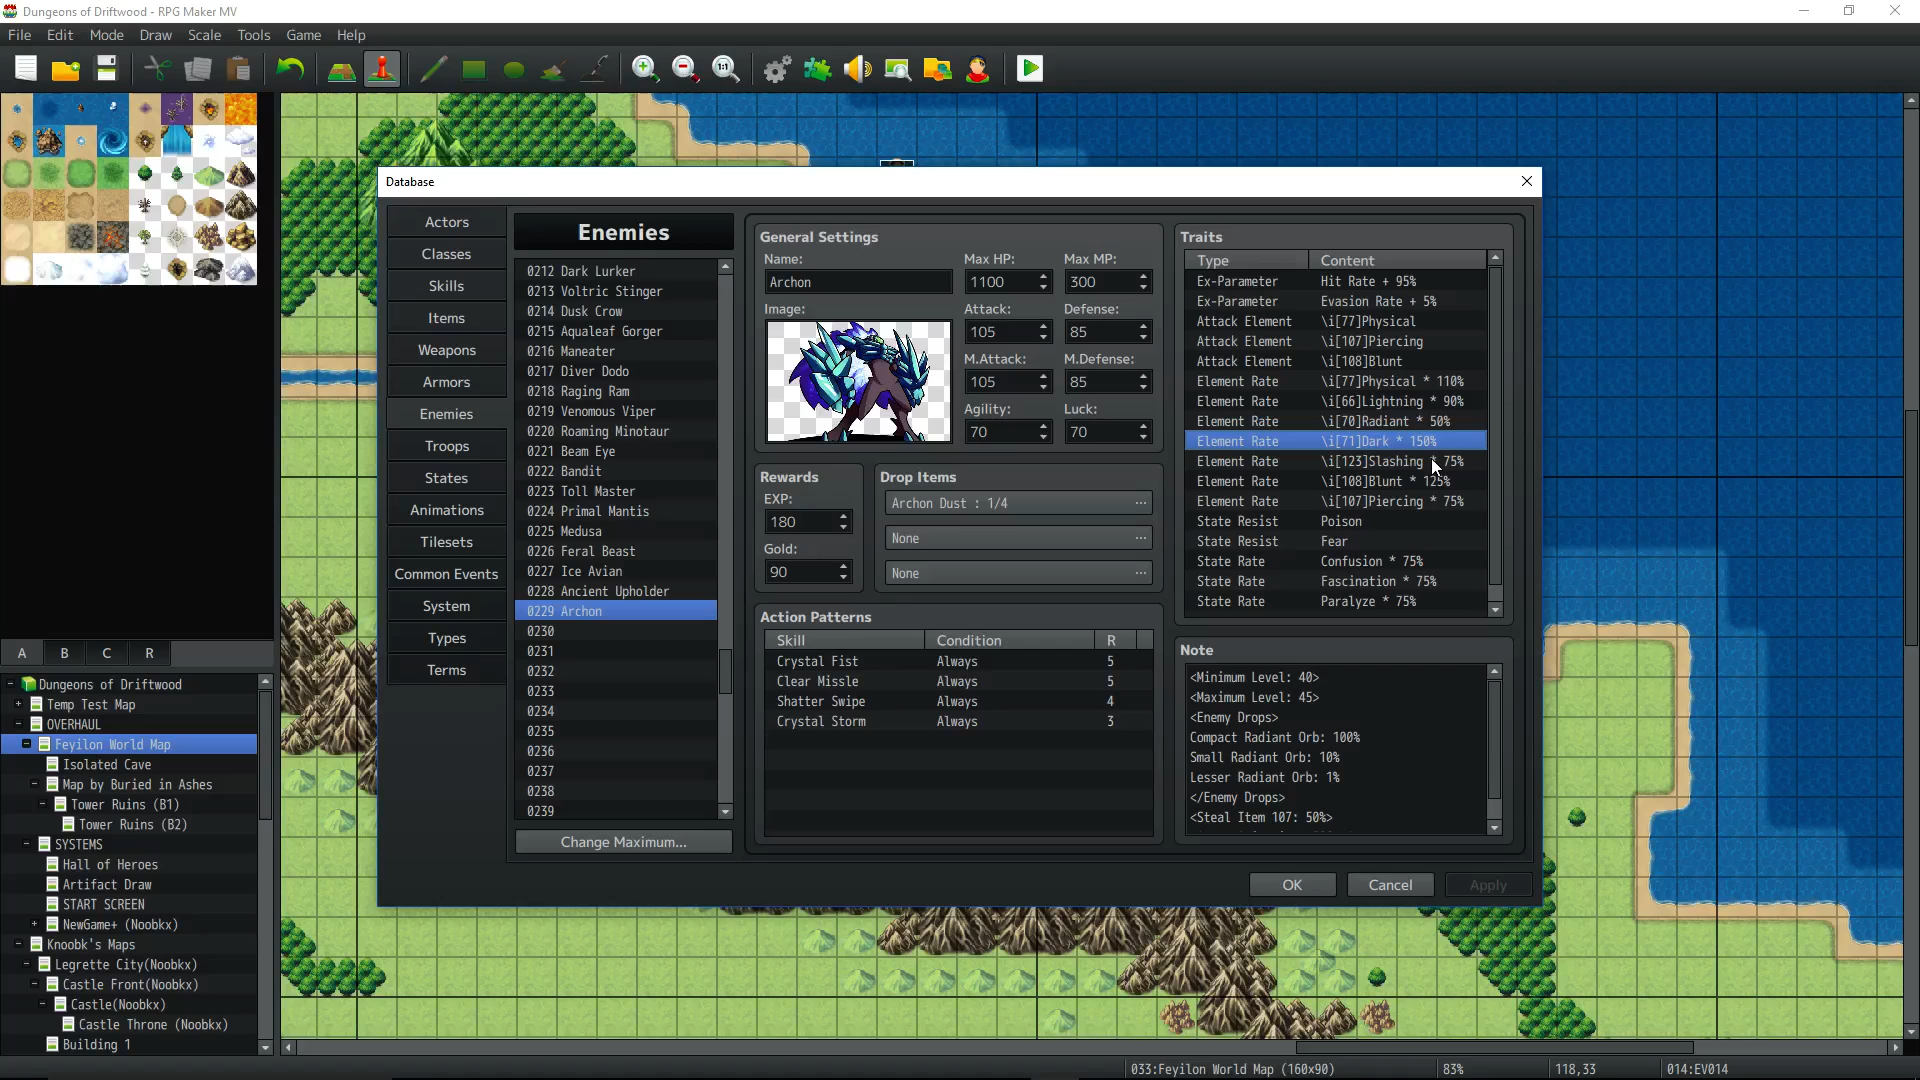 Dungeons of Driftwood - RPG Maker MV
File Edit Mode Draw Scale Tools Game Help
1:1
Database
Actors
Classes
Skills
Items
Weapons
Armors
Enemies
Troops
States
Animations
Tilesets
Common Events
System
Types
Terms
Enemies
0212 Dark Lurker
0213 Voltric Stinger
0214 Dusk Crow
0215 Aqualeaf Gorger
0216 Maneater
0217 Diver Dodo
0218 Raging Ram
0219 Venomous Viper
0220 Roaming Minotaur
0221 Beam Eye
0222 Bandit
0223 Toll Master
0224 Primal Mantis
0225 Medusa
0226 Feral Beast
0227 Ice Avian
0228 Ancient Upholder
0229 Archon
0230
0231
0232
0233
0234
0235
0236
0237
0238
0239
Change Maximum...
General Settings
Name: Max HP: Max MP:
Archon 1100 300
Image: Attack: Defense:
105 85
M.Attack: M.Defense:
105 85
Agility: Luck:
70 70
Rewards
EXP:
180
Gold:
90
Drop Items
Archon Dust : 1/4 ...
None ...
None ...
Action Patterns
Skill Condition R
Crystal Fist Always 5
Clear Missle Always 5
Shatter Swipe Always 4
Crystal Storm Always 3
Traits
Type Content
Ex-Parameter Hit Rate + 95%
Ex-Parameter Evasion Rate + 5%
Attack Element \i[77]Physical
Attack Element \i[107]Piercing
Attack Element \i[108]Blunt
Element Rate \i[77]Physical * 110%
Element Rate \i[66]Lightning * 90%
Element Rate \i[70]Radiant * 50%
Element Rate \i[71]Dark * 150%
Element Rate \i[123]Slashing * 75%
Element Rate \i[108]Blunt * 125%
Element Rate \i[107]Piercing * 75%
State Resist Poison
State Resist Fear
State Rate Confusion * 75%
State Rate Fascination * 75%
State Rate Paralyze * 75%
Note
<Minimum Level: 40>
<Maximum Level: 45>
<Enemy Drops>
Compact Radiant Orb: 100%
Small Radiant Orb: 10%
Lesser Radiant Orb: 1%
</Enemy Drops>
<Steal Item 107: 50%>
OK Cancel Apply
A B C R
Dungeons of Driftwood
Temp Test Map
OVERHAUL
Feyilon World Map
Isolated Cave
Map by Buried in Ashes
Tower Ruins (B1)
Tower Ruins (B2)
SYSTEMS
Hall of Heroes
Artifact Draw
START SCREEN
NewGame+ (Noobkx)
Knoobk's Maps
Legrette City(Noobkx)
Castle Front(Noobkx)
Castle(Noobkx)
Castle Throne (Noobkx)
Building 1
033:Feyilon World Map (160x90) 83% 118,33 014:EV014